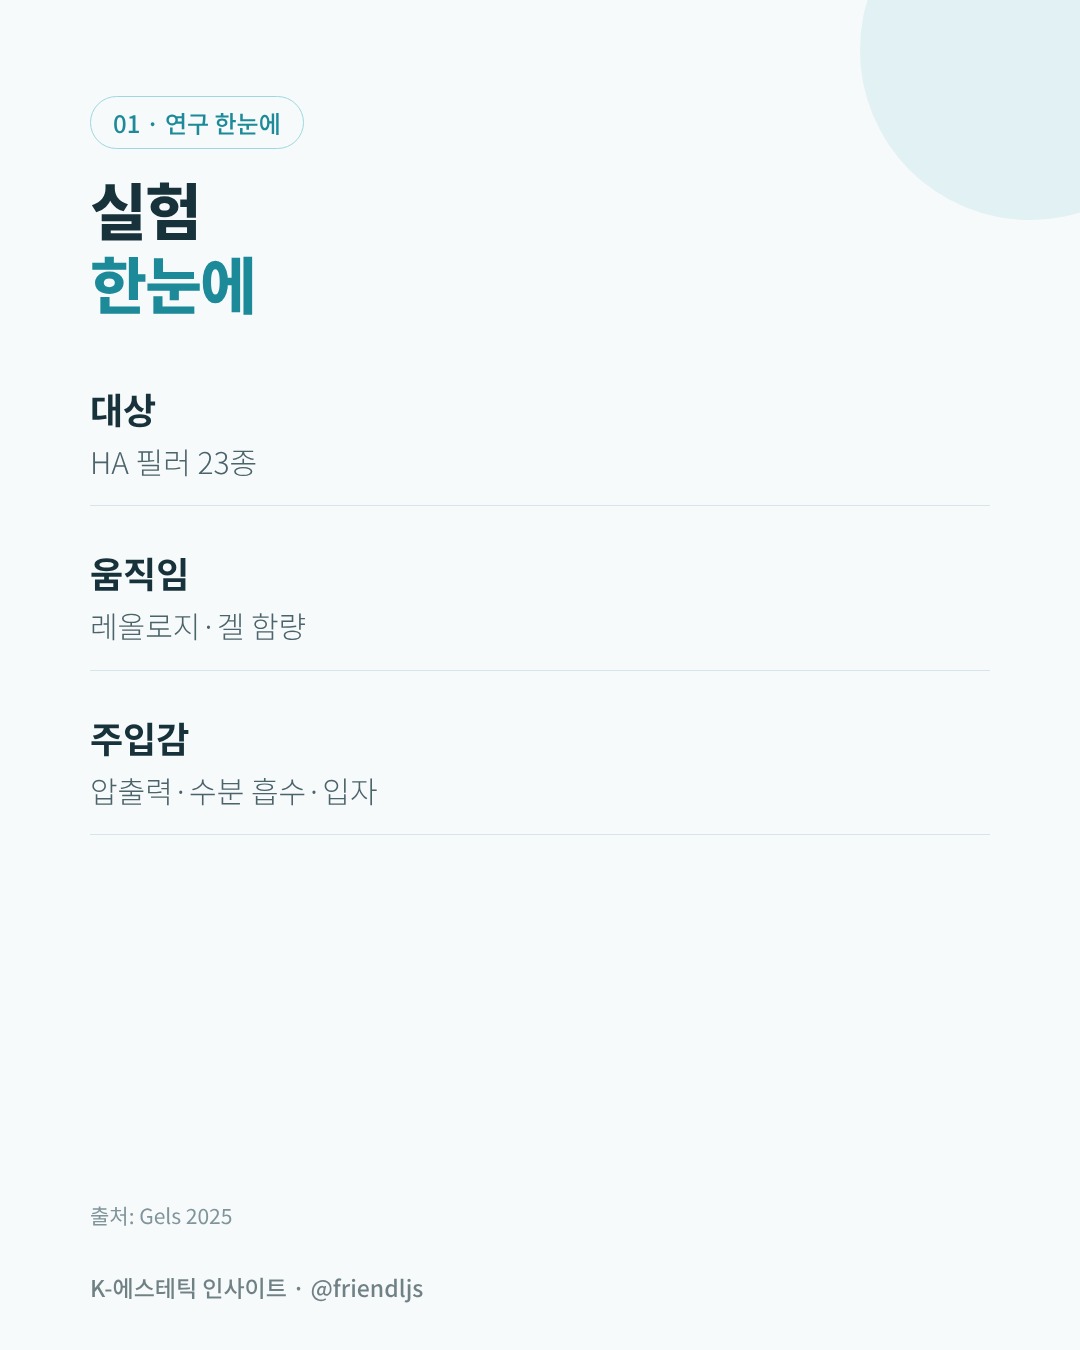 01 · 연구 한눈에
실험
한눈에
대상
HA 필러 23종
움직임
레올로지·겔 함량
주입감
압출력·수분 흡수·입자
출처: Gels 2025
K-에스테틱 인사이트 · @friendljs